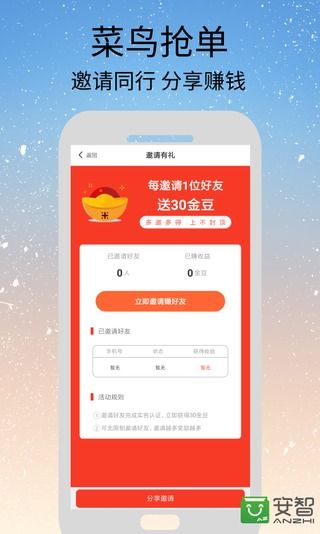 菜鸟抢单
邀请同行 分享赚钱
返回
邀请有礼
每邀请1位好友
送30金豆
多邀多得 上不封顶
已邀请好友 已赚收益
0人 0金豆
立即邀请赚好友
已邀请好友
手机号 状态 获得收益
暂无 暂无 暂无
活动规则
①邀请好友完成实名认证，立即获得30金豆
②可无限制邀请好友，邀请越多奖励越多
分享邀请
安智
ANZHI